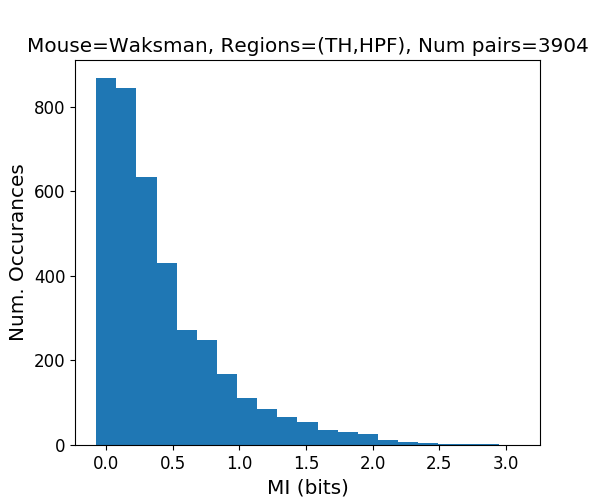 Mouse=Waksman, Regions=(TH,HPF), Num pairs=3904
Num. Occurances
800
600
400
200
0
0.0 0.5 1.0 1.5 2.0 2.5 3.0
MI (bits)